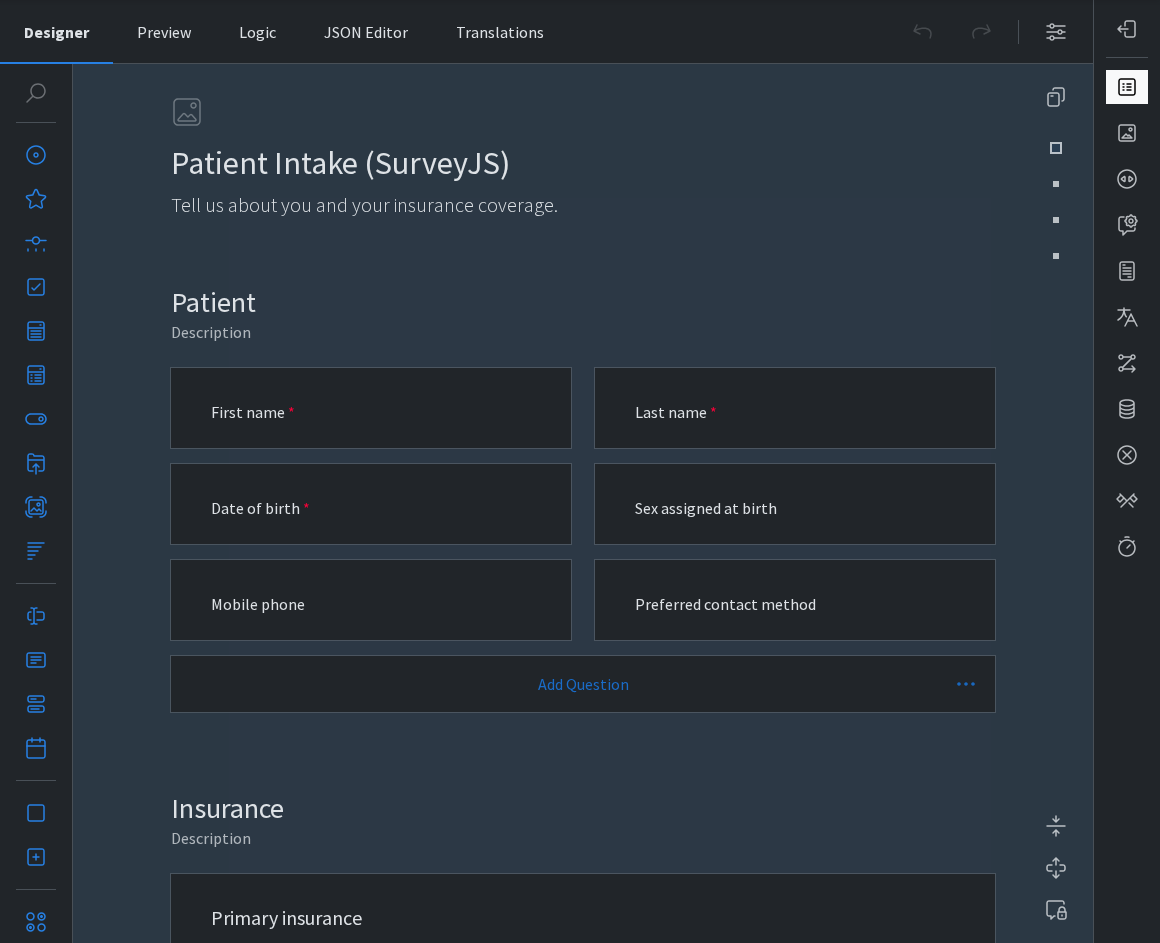 Designer Preview Logic JSON Editor Translations
Patient Intake (SurveyJS)
Tell us about you and your insurance coverage.
Patient
Description
First name * Last name *
Date of birth * Sex assigned at birth
Mobile phone Preferred contact method
Add Question
Insurance
Description
Primary insurance